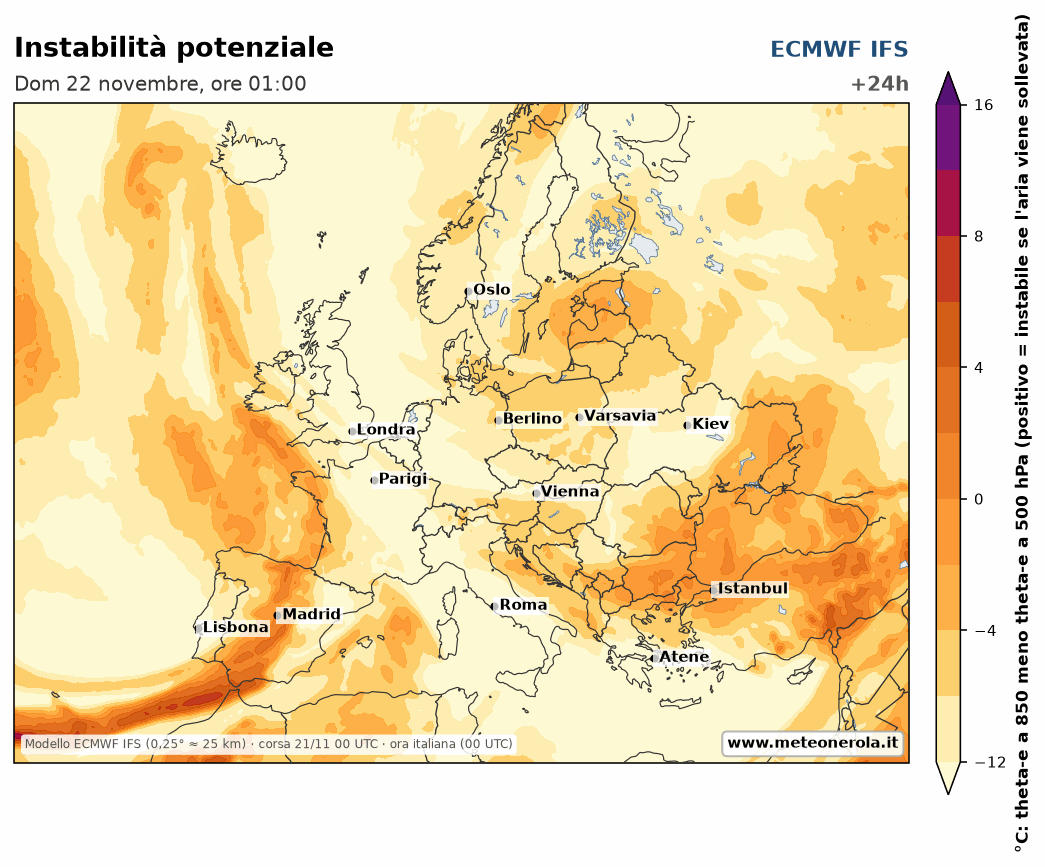 Instabilità potenziale
ECMWF IFS
Dom 22 novembre, ore 01:00
+24h
Oslo
Londra
Berlino
Varsavia
Kiev
Parigi
Vienna
Istanbul
Roma
Madrid
Lisbona
Atene
Modello ECMWF IFS (0,25° ≈ 25 km) · corsa 21/11 00 UTC · ora italiana (00 UTC)
www.meteonerola.it
16
8
4
0
−4
−12
°C: theta-e a 850 meno theta-e a 500 hPa (positivo = instabile se l'aria viene sollevata)